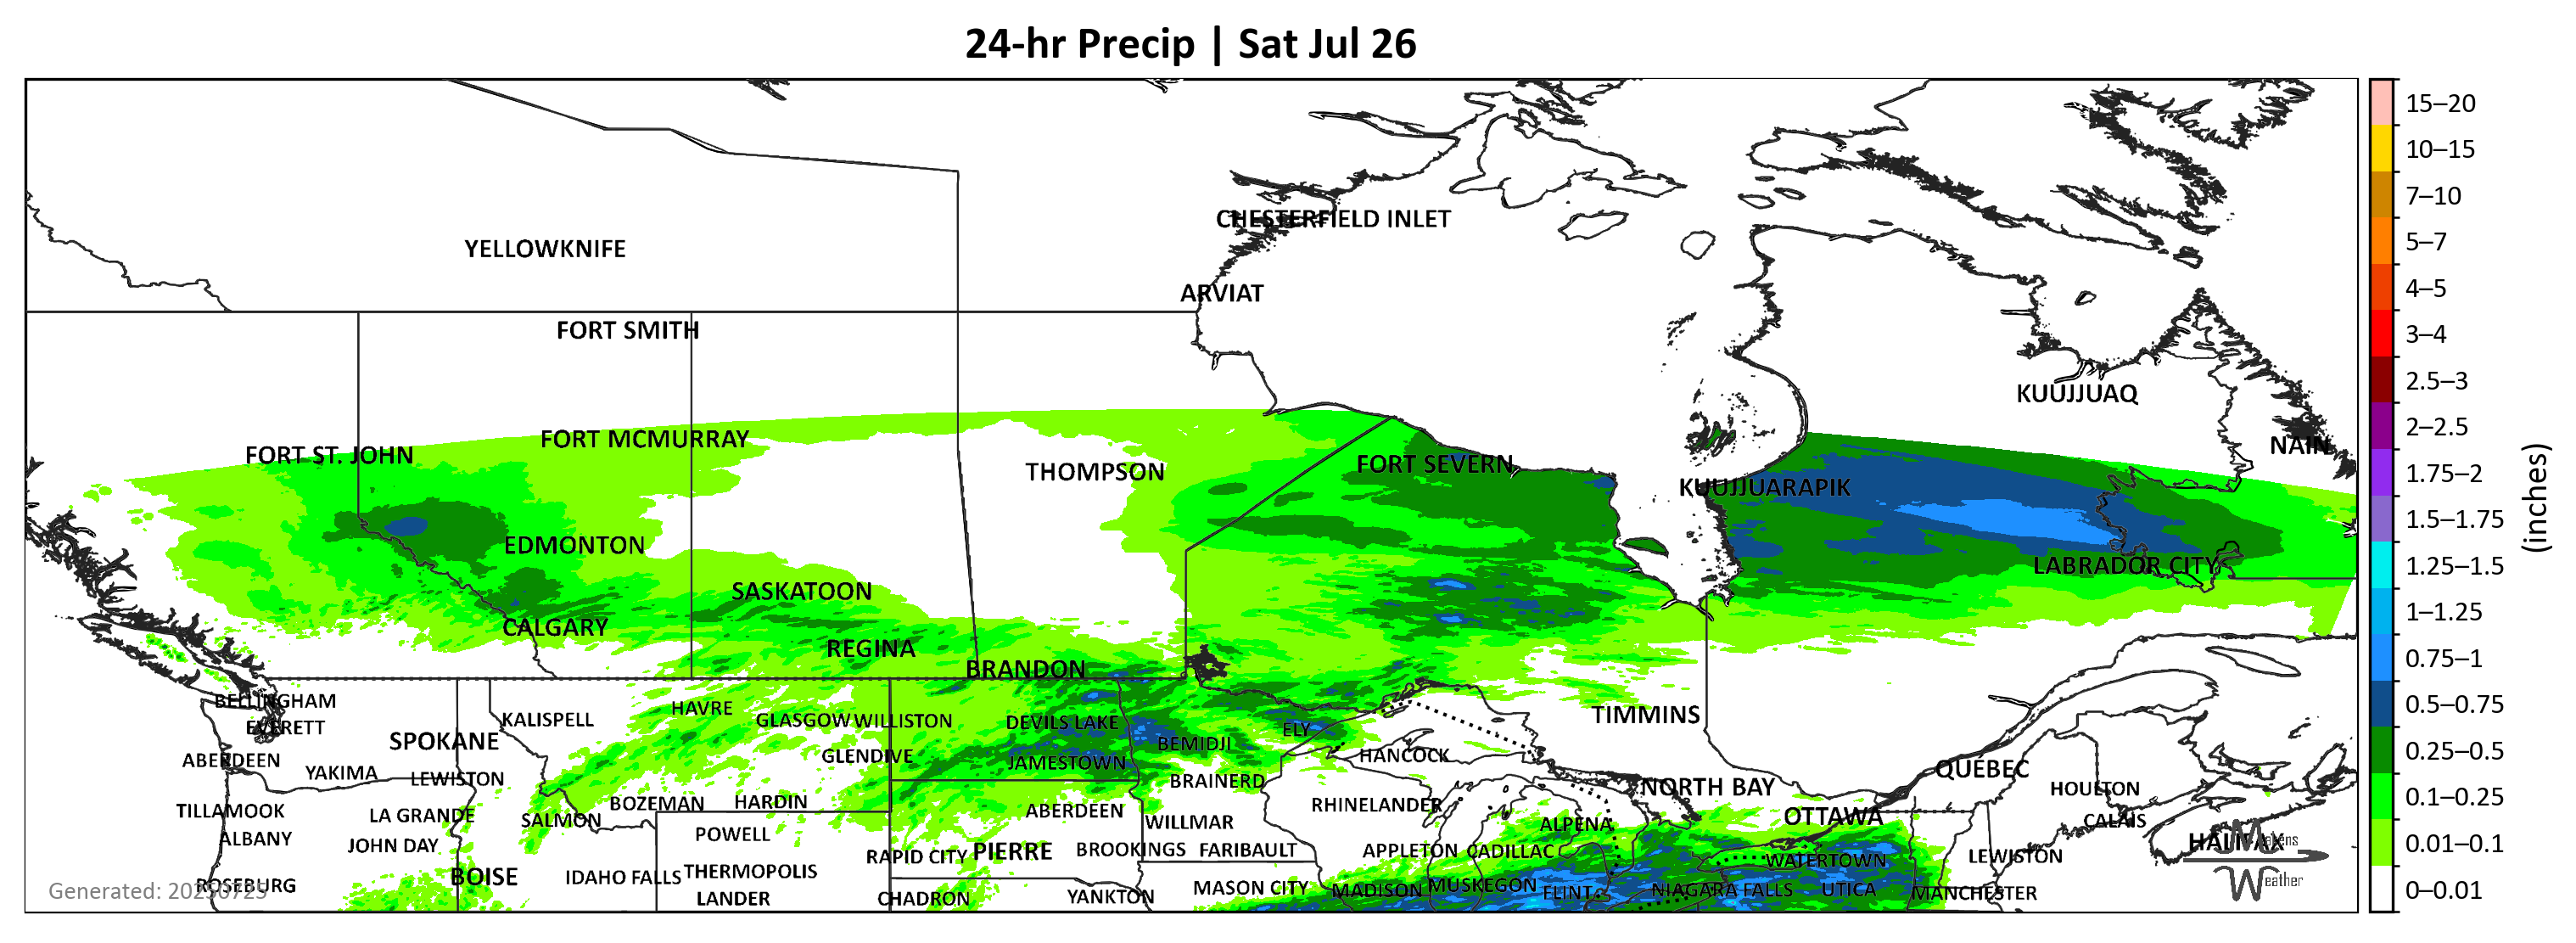 24-hr Precip | Sat Jul 26
CHESTERFIELD INLET
YELLOWKNIFE
ARVIAT
FORT SMITH
KUUJJUAQ
FORT MCMURRAY
NAIN
FORT ST. JOHN
FORT SEVERN
THOMPSON
KUUJJUARAPIK
EDMONTON
LABRADOR CITY
SASKATOON
CALGARY
REGINA
BRANDON
BELLINGHAM
HAVRE
KALISPELL
GLASGOW
WILLISTON
DEVILS LAKE
TIMMINS
EVERETT
ELY
SPOKANE
BEMIDJI
GLENDIVE
HANCOCK
ABERDEEN
JAMESTOWN
QUÉBEC
YAKIMA
LEWISTON
BRAINERD
NORTH BAY
HOULTON
BOZEMAN
HARDIN
RHINELANDER
TILLAMOOK
LA GRANDE
SALMON
ABERDEEN
WILLMAR
ALPENA
OTTAWA
CALAIS
ALBANY
POWELL
JOHN DAY
HALIFAX
RAPID CITY
PIERRE
BROOKINGS
FARIBAULT
APPLETON
CADILLAC
WATERTOWN
LEWISTON
BOISE
IDAHO FALLS
THERMOPOLIS
ROSEBURG
MASON CITY
MADISON
MUSKEGON
FLINT
NIAGARA FALLS
UTICA
MANCHESTER
LANDER
CHADRON
YANKTON
Generated: 20250725
Weather
15–20
10–15
7–10
5–7
4–5
3–4
2.5–3
2–2.5
1.75–2
1.5–1.75
1.25–1.5
1–1.25
0.75–1
0.5–0.75
0.25–0.5
0.1–0.25
0.01–0.1
0–0.01
(inches)